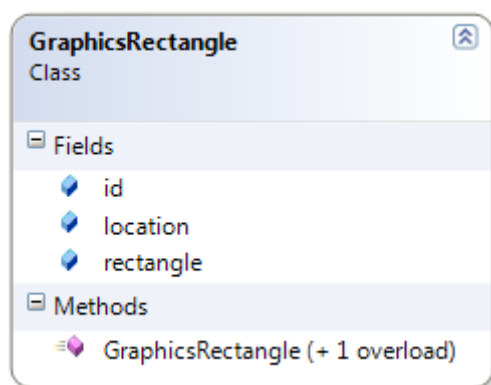 GraphicsRectangle
Class
Fields
id
location
rectangle
Methods
GraphicsRectangle (+ 1 overload)